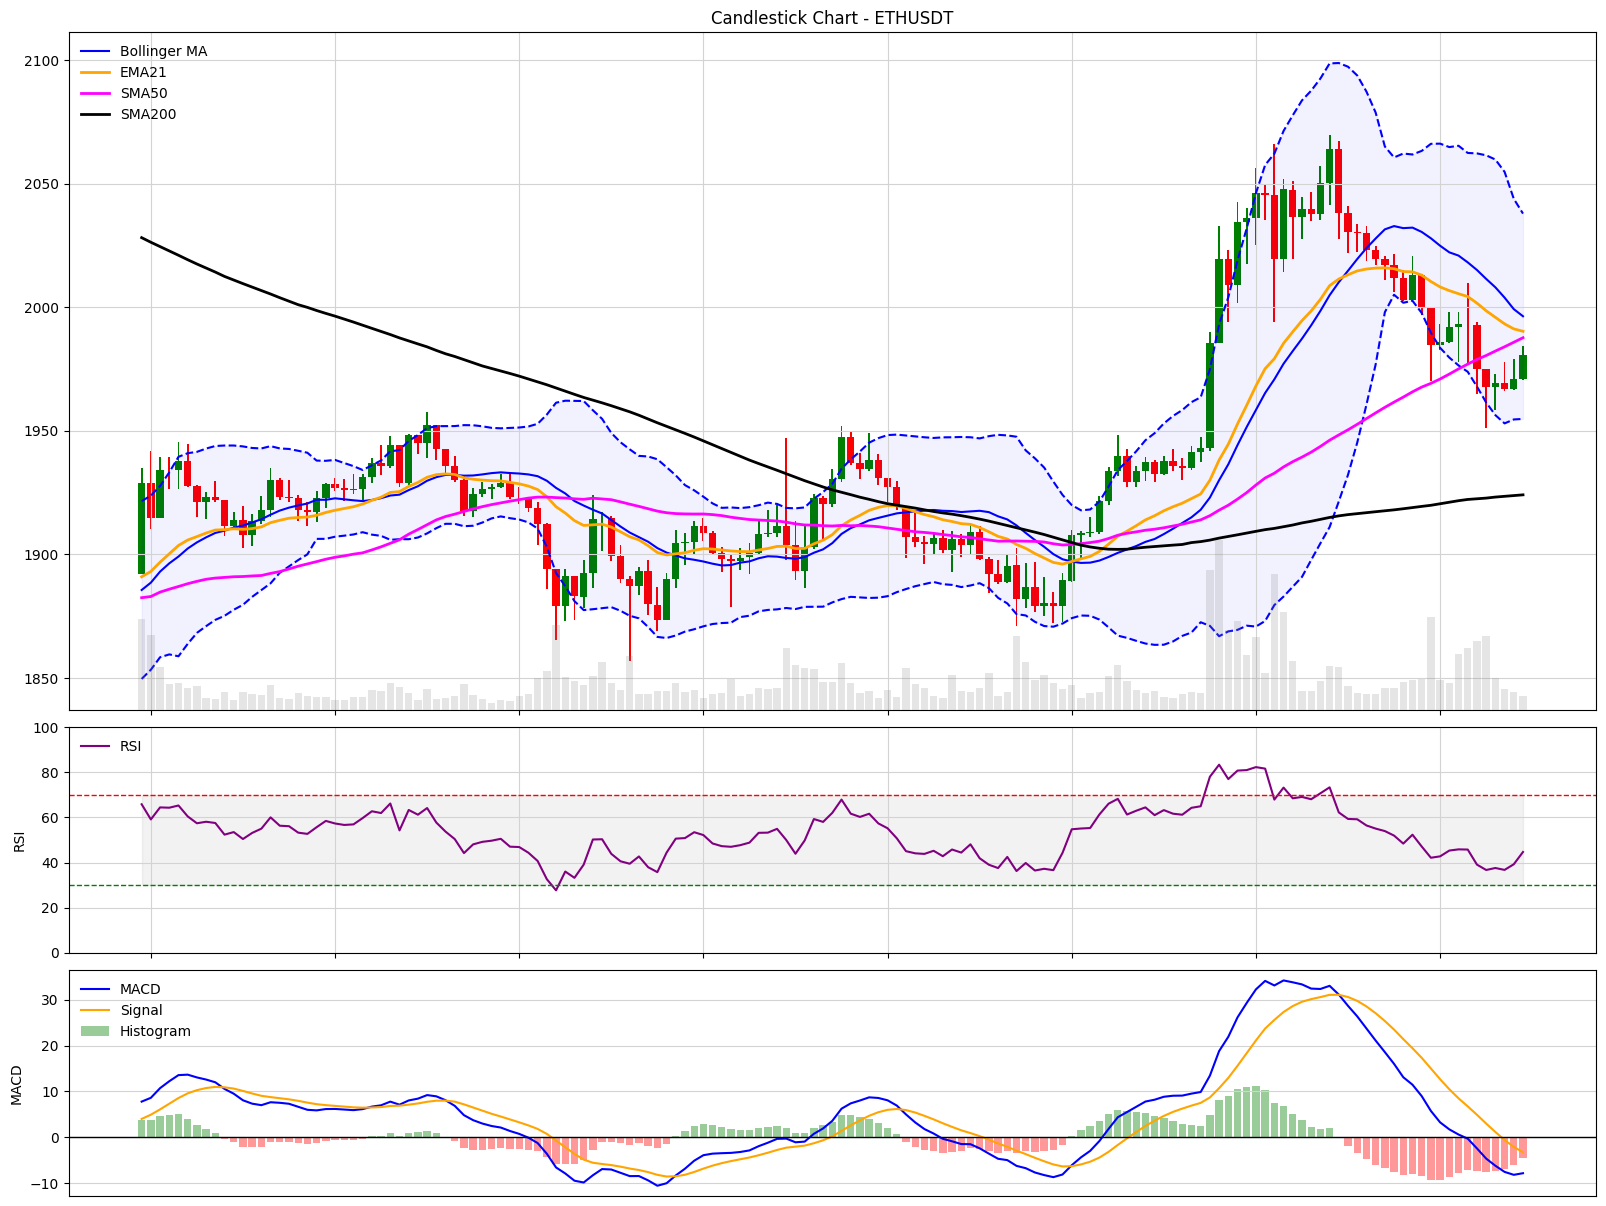 Candlestick Chart - ETHUSDT
Bollinger MA
EMA21
SMA50
SMA200
2100
2050
2000
1950
1900
1850
RSI
100
80
60
40
20
0
RSI
MACD
Signal
Histogram
30
20
10
0
−10
MACD